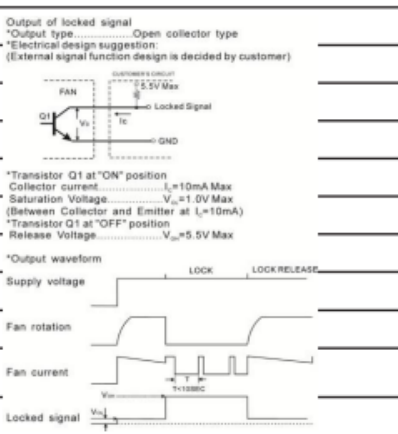 Output of locked signal
*Output type.................Open collector type
*Electrical design suggestion:
(External signal function design is decided by customer)
CUSTOMER'S CIRCUIT
FAN
5.5V Max
Locked Signal
Q1
Ic
GND
*Transistor Q1 at "ON" position
Collector current.....................=10mA Max
Saturation Voltage.................=1.0V Max
(Between Collector and Emitter at =10mA)
*Transistor Q1 at "OFF" position
Release Voltage.....................=5.5V Max
*Output waveform
LOCK LOCK RELEASE
Supply voltage
Fan rotation
Fan current
T
T<10SEC
Locked signal